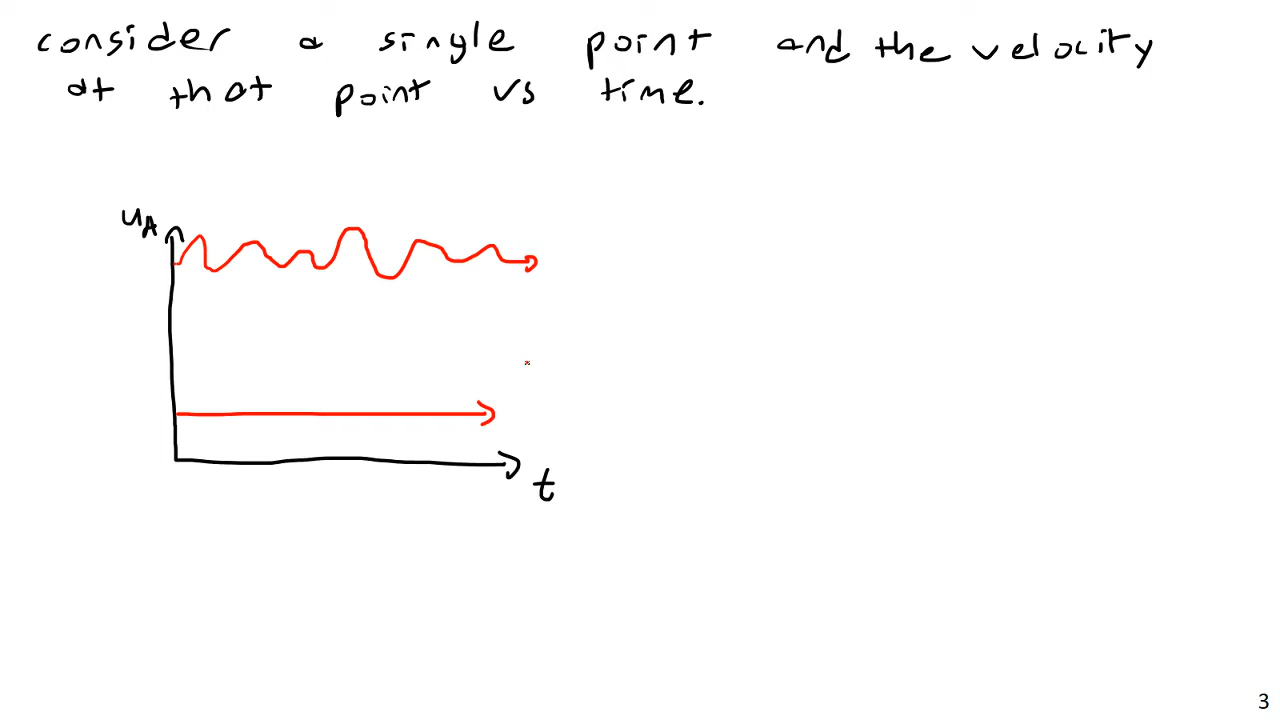 consider a single point and the velocity
at that point vs time.
uA
t
3